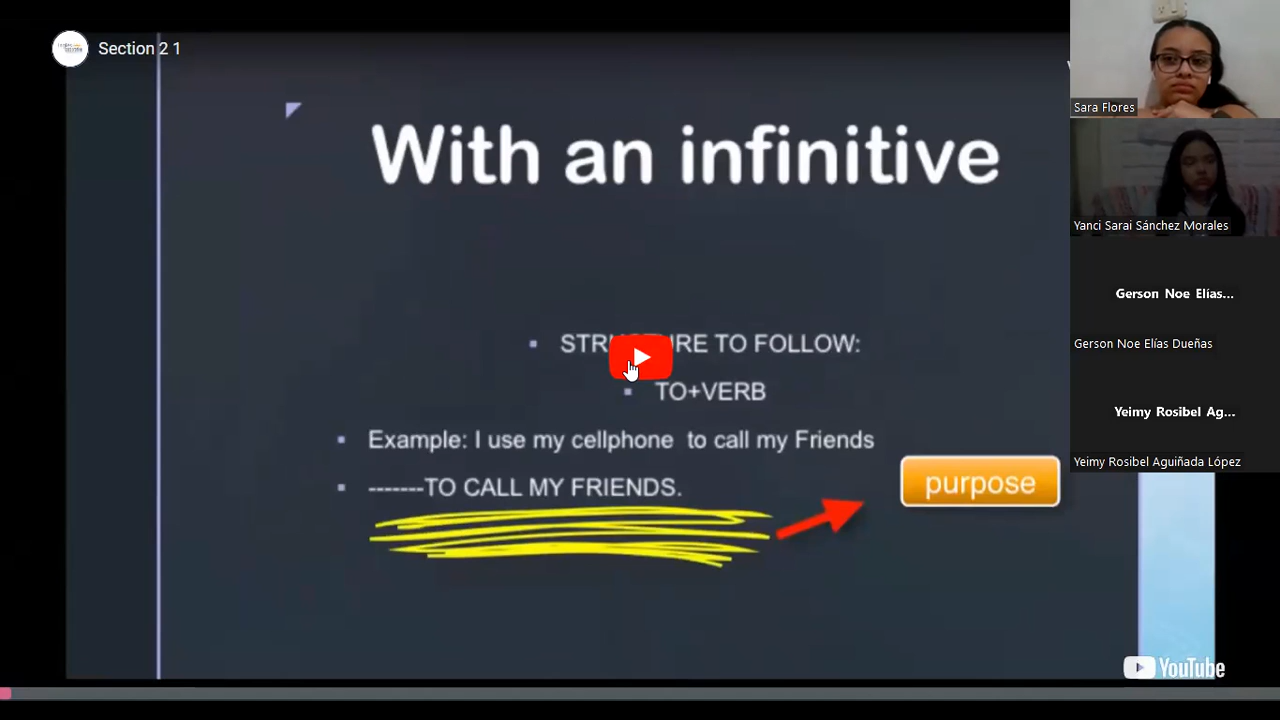 Section 2 1
With an infinitive
STRUCTURE TO FOLLOW:
TO+VERB
Example: I use my cellphone to call my Friends
-------TO CALL MY FRIENDS.
purpose
YouTube
Sara Flores
Yanci Sarai Sánchez Morales
Gerson Noe Elías...
Gerson Noe Elías Dueñas
Yeimy Rosibel Ag...
Yeimy Rosibel Aguiñada López